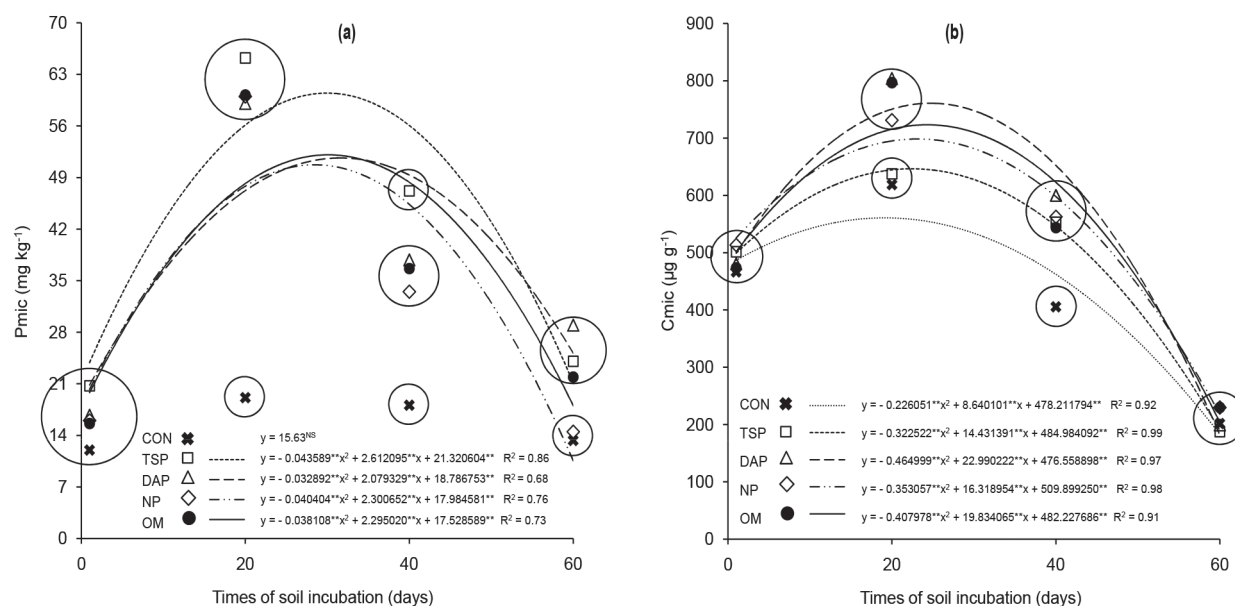 (a)
70
63
56
49
42
35
28
21
14
7
0
Pmic (mg kg⁻¹)
CON y = 15.63ᴺˢ
TSP y = - 0.043589**x² + 2.612095**x + 21.320604** R² = 0.86
DAP y = - 0.032892**x² + 2.079329**x + 18.786753** R² = 0.68
NP y = - 0.040404**x² + 2.300652**x + 17.984581** R² = 0.76
OM y = - 0.038108**x² + 2.295020**x + 17.528589** R² = 0.73
0 20 40 60
Times of soil incubation (days)
(b)
900
800
700
600
500
400
300
200
100
0
Cmic (µg g⁻¹)
CON y = - 0.226051**x² + 8.640101**x + 478.211794** R² = 0.92
TSP y = - 0.322522**x² + 14.431391**x + 484.984092** R² = 0.99
DAP y = - 0.464999**x² + 22.990222**x + 476.558898** R² = 0.97
NP y = - 0.353057**x² + 16.318954**x + 509.899250** R² = 0.98
OM y = - 0.407978**x² + 19.834065**x + 482.227686** R² = 0.91
0 20 40 60
Times of soil incubation (days)